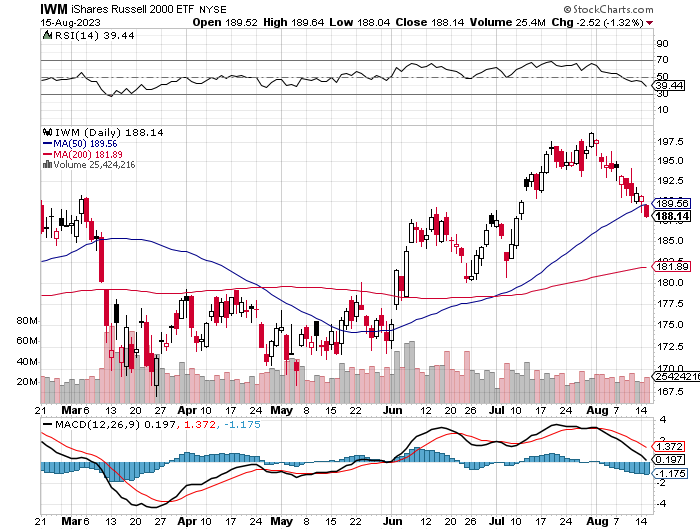 IWM iShares Russell 2000 ETF NYSE © StockCharts.com
15-Aug-2023 Open 189.52 High 189.64 Low 188.04 Close 188.14 Volume 25.4M Chg -2.52 (-1.32%)
RSI(14) 39.44
90
70
50
39.44
30
10
IWM (Daily) 188.14
MA(50) 189.56
MA(200) 181.89
Volume 25,424,216
197.5
195.0
192.5
189.56
188.14
185.0
181.89
180.0
177.5
175.0
172.5
170.0
167.5
80M
60M
40M
20M
25424216
21 Mar 6 13 20 27 Apr 10 17 24 May 8 15 22 Jun 12 20 26 Jul 10 17 24 Aug 7 14
MACD(12,26,9) 0.197, 1.372, -1.175
4
3
2
1.372
0.197
-1.175
-2
21 Mar 6 13 20 27 Apr 10 17 24 May 8 15 22 Jun 12 20 26 Jul 10 17 24 Aug 7 14